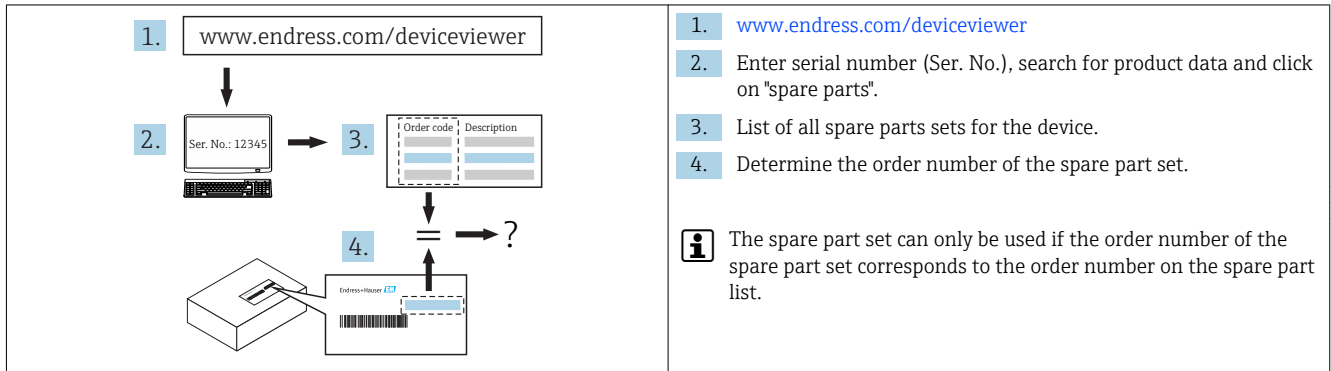 1. www.endress.com/deviceviewer
2. Ser. No.: 12345
3. Order code Description
= ?
4.
Endress+Hauser EH
1. www.endress.com/deviceviewer
2. Enter serial number (Ser. No.), search for product data and click
on "spare parts".
3. List of all spare parts sets for the device.
4. Determine the order number of the spare part set.
i The spare part set can only be used if the order number of the
spare part set corresponds to the order number on the spare part
list.